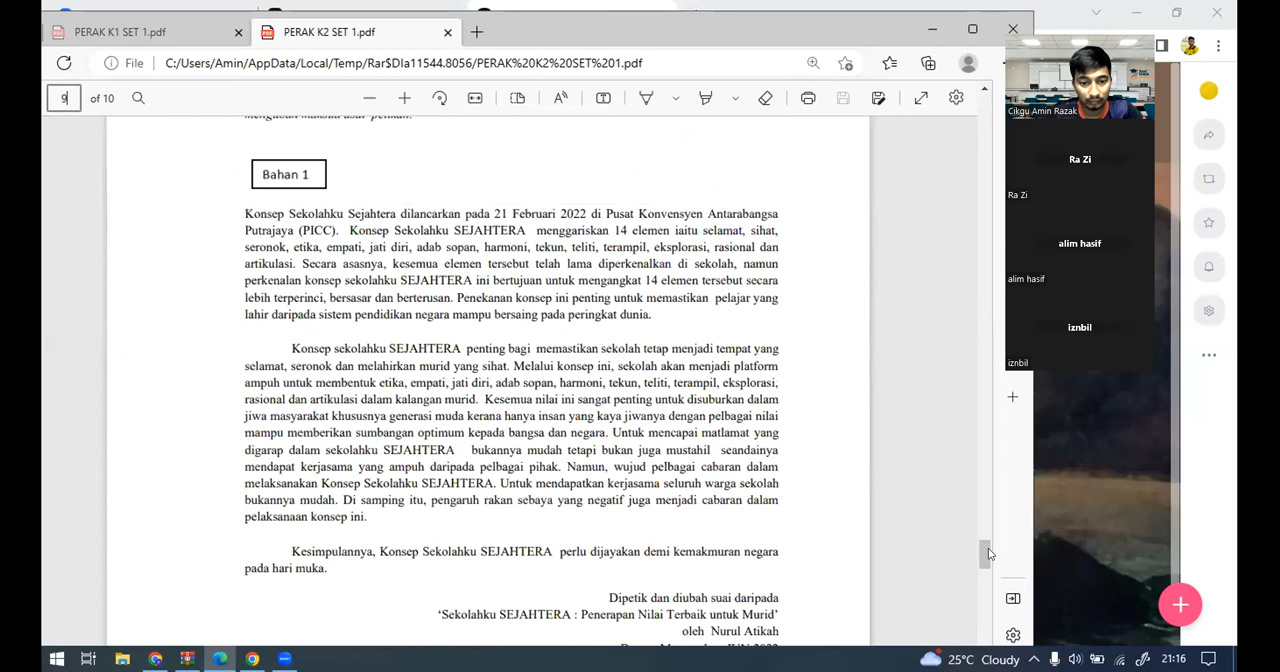 PERAK K1 SET 1.pdf
PERAK K2 SET 1.pdf
File
C:/Users/Amin/AppData/Local/Temp/Rar$DIa11544.8056/PERAK%20K2%20SET%201.pdf
9 of 10
Bahan 1
Konsep Sekolahku Sejahtera dilancarkan pada 21 Februari 2022 di Pusat Konvensyen Antarabangsa
Putrajaya (PICC). Konsep Sekolahku SEJAHTERA menggariskan 14 elemen iaitu selamat, sihat,
seronok, etika, empati, jati diri, adab sopan, harmoni, tekun, teliti, terampil, eksplorasi, rasional dan
artikulasi. Secara asasnya, kesemua elemen tersebut telah lama diperkenalkan di sekolah, namun
perkenalan konsep sekolahku SEJAHTERA ini bertujuan untuk mengangkat 14 elemen tersebut secara
lebih terperinci, bersasar dan berterusan. Penekanan konsep ini penting untuk memastikan pelajar yang
lahir daripada sistem pendidikan negara mampu bersaing pada peringkat dunia.
Konsep sekolahku SEJAHTERA penting bagi memastikan sekolah tetap menjadi tempat yang
selamat, seronok dan melahirkan murid yang sihat. Melalui konsep ini, sekolah akan menjadi platform
ampuh untuk membentuk etika, empati, jati diri, adab sopan, harmoni, tekun, teliti, terampil, eksplorasi,
rasional dan artikulasi dalam kalangan murid. Kesemua nilai ini sangat penting untuk disuburkan dalam
jiwa masyarakat khususnya generasi muda kerana hanya insan yang kaya jiwanya dengan pelbagai nilai
mampu memberikan sumbangan optimum kepada bangsa dan negara. Untuk mencapai matlamat yang
digarap dalam sekolahku SEJAHTERA bukannya mudah tetapi bukan juga mustahil seandainya
mendapat kerjasama yang ampuh daripada pelbagai pihak. Namun, wujud pelbagai cabaran dalam
melaksanakan Konsep Sekolahku SEJAHTERA. Untuk mendapatkan kerjasama seluruh warga sekolah
bukannya mudah. Di samping itu, pengaruh rakan sebaya yang negatif juga menjadi cabaran dalam
pelaksanaan konsep ini.
Kesimpulannya, Konsep Sekolahku SEJAHTERA perlu dijayakan demi kemakmuran negara
pada hari muka.
Dipetik dan diubah suai daripada
‘Sekolahku SEJAHTERA : Penerapan Nilai Terbaik untuk Murid’
oleh Nurul Atikah
Cikgu Amin Razak
Ra Zi
Ra Zi
alim hasif
alim hasif
iznbil
iznbil
25°C Cloudy
21:16